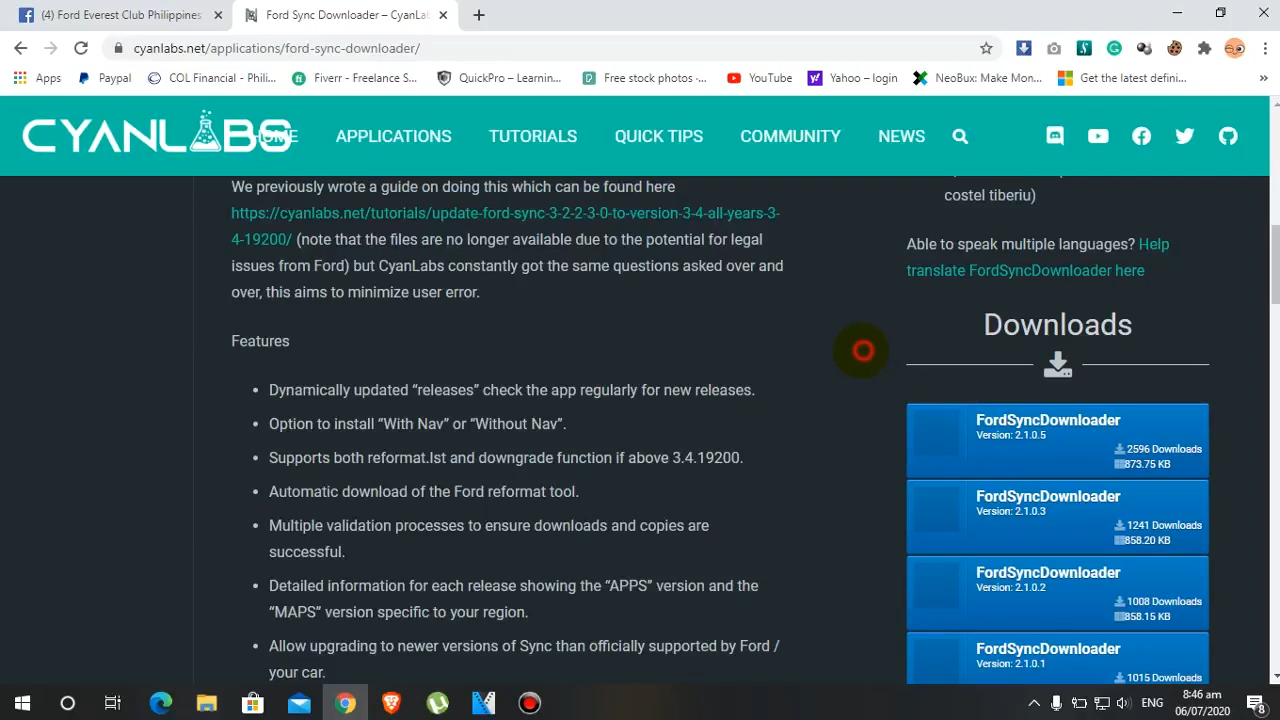 (4) Ford Everest Club Philippines
Ford Sync Downloader – CyanLab
cyanlabs.net/applications/ford-sync-downloader/
Apps
Paypal
COL Financial - Phili...
Fiverr - Freelance S...
QuickPro – Learnin...
Free stock photos ·...
YouTube
Yahoo – login
NeoBux: Make Mon...
Get the latest defini...
»
CYANLABS
HOME
APPLICATIONS
TUTORIALS
QUICK TIPS
COMMUNITY
NEWS
We previously wrote a guide on doing this which can be found here
https://cyanlabs.net/tutorials/update-ford-sync-3-2-2-3-0-to-version-3-4-all-years-3-
4-19200/ (note that the files are no longer available due to the potential for legal
issues from Ford) but CyanLabs constantly got the same questions asked over and
over, this aims to minimize user error.
Features
• Dynamically updated “releases” check the app regularly for new releases.
• Option to install “With Nav” or “Without Nav”.
• Supports both reformat.lst and downgrade function if above 3.4.19200.
• Automatic download of the Ford reformat tool.
• Multiple validation processes to ensure downloads and copies are
successful.
• Detailed information for each release showing the “APPS” version and the
“MAPS” version specific to your region.
• Allow upgrading to newer versions of Sync than officially supported by Ford /
your car.
costel tiberiu)
Able to speak multiple languages? Help
translate FordSyncDownloader here
Downloads
FordSyncDownloader
Version: 2.1.0.5
2596 Downloads
873.75 KB
FordSyncDownloader
Version: 2.1.0.3
1241 Downloads
858.20 KB
FordSyncDownloader
Version: 2.1.0.2
1008 Downloads
858.15 KB
FordSyncDownloader
Version: 2.1.0.1
1015 Downloads
ENG
8:46 am
06/07/2020
8